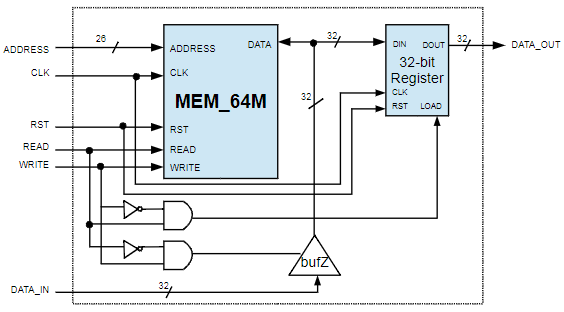 26
32
32
32
ADDRESS
ADDRESS
DATA
DIN
DOUT
DATA_OUT
CLK
CLK
32-bit
Register
MEM_64M
32
CLK
RST
LOAD
RST
RST
READ
READ
WRITE
WRITE
bufZ
DATA_IN
32